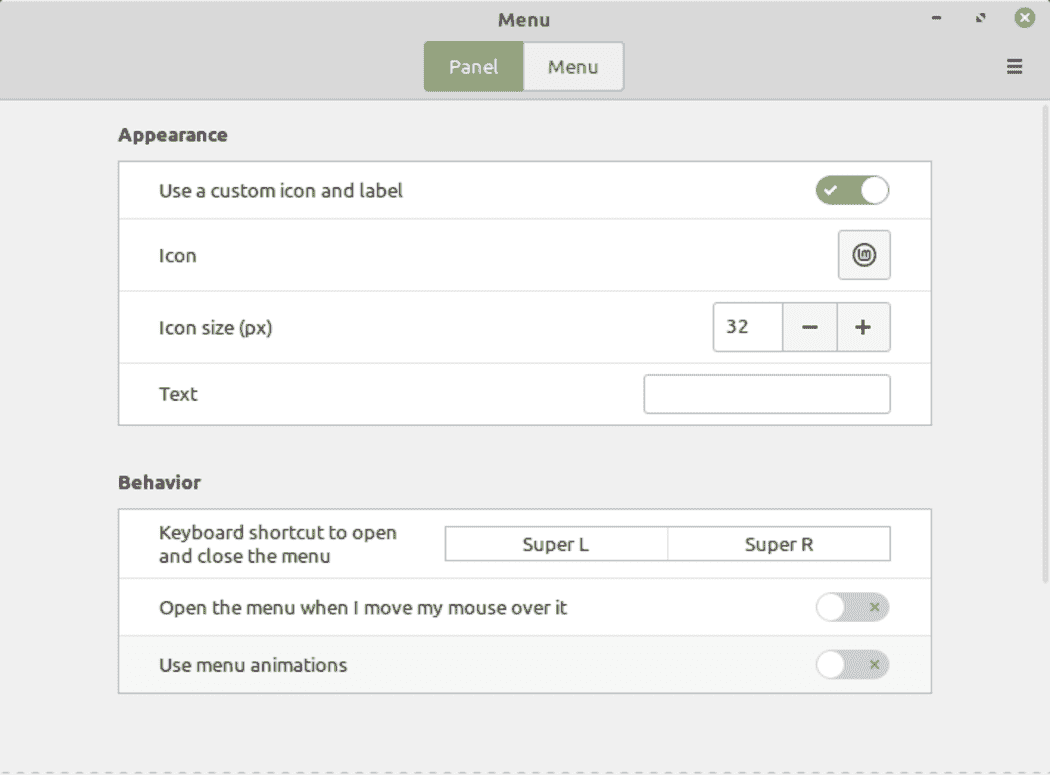 Menu
Panel
Menu
Appearance
Use a custom icon and label
Icon
Icon size (px)
32
Text
Behavior
Keyboard shortcut to open
and close the menu
Super L
Super R
Open the menu when I move my mouse over it
Use menu animations